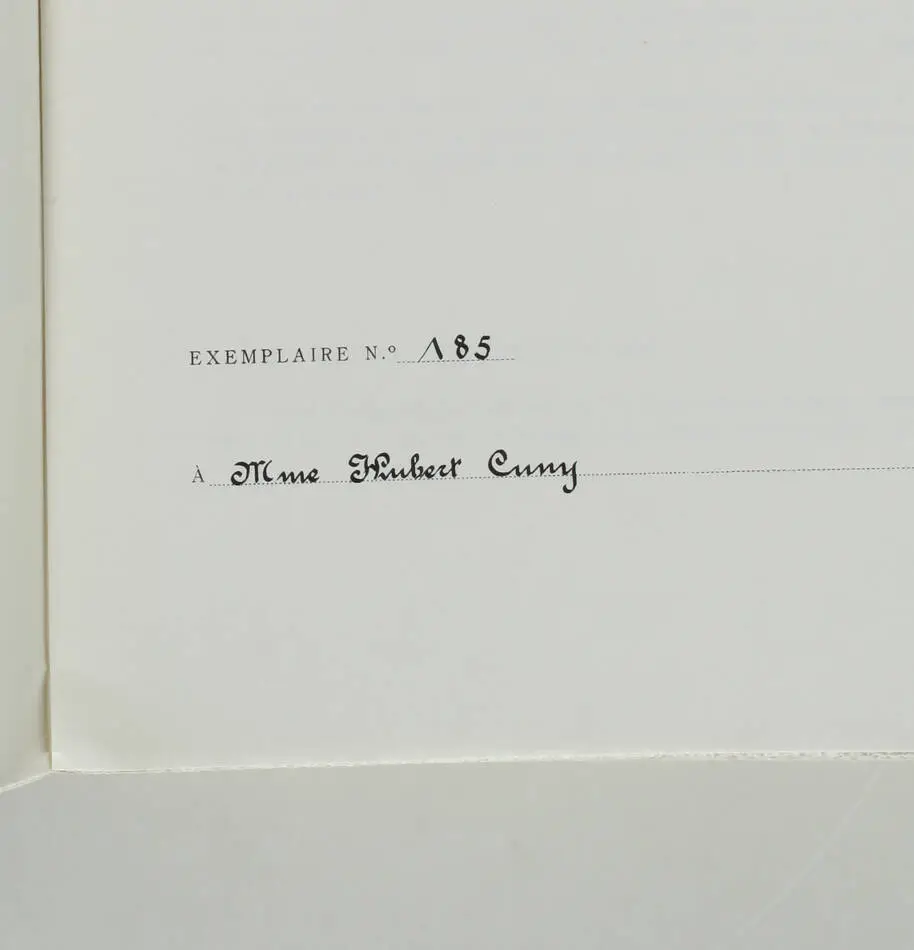 EXEMPLAIRE N.º 185
À Mme Hubert Cuny